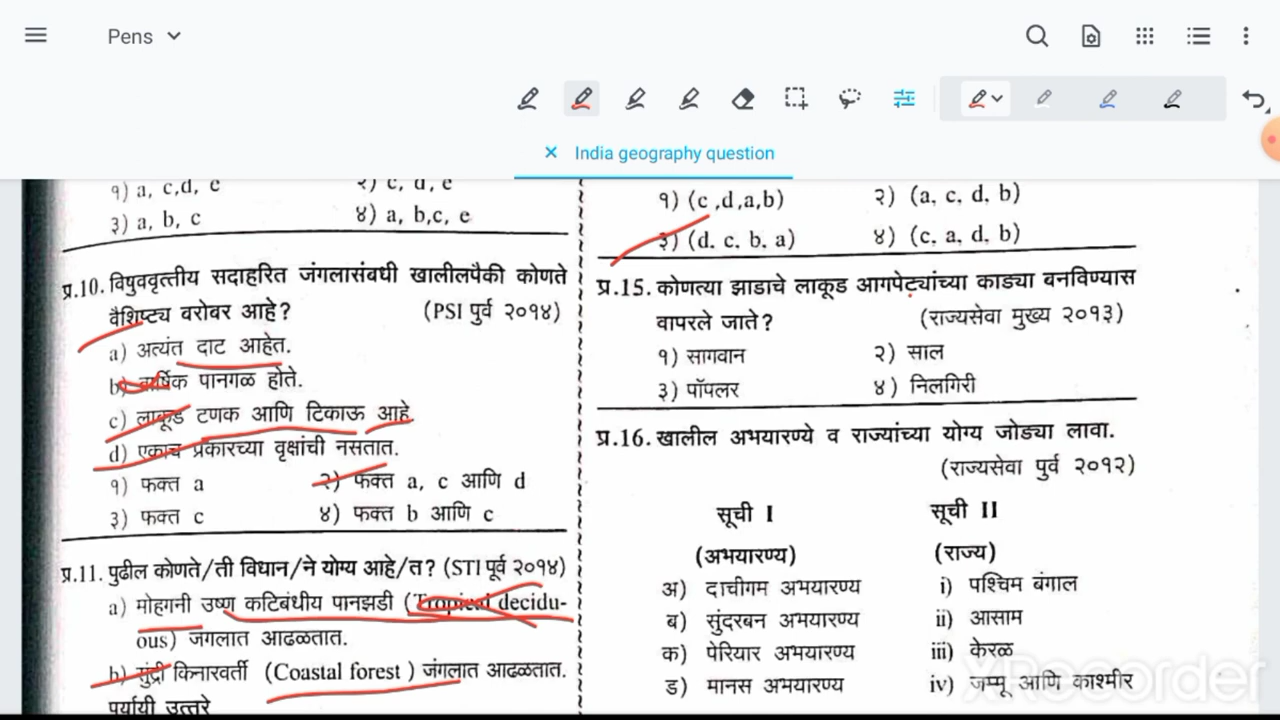 Pens
India geography question
१) a, c,d, e
२) c, d, e
३) a, b, c
४) a, b,c, e
प्र.10. विषुववृत्तीय सदाहरित जंगलासंबधी खालीलपैकी कोणते
वैशिष्ट्य बरोबर आहे? (PSI पुर्व २०१४)
a) अत्यंत दाट आहेत.
b) वार्षिक पानगळ होते.
c) लाकूड टणक आणि टिकाऊ आहे
d) एकाच प्रकारच्या वृक्षांची नसतात.
१) फक्त a
२) फक्त a, c आणि d
३) फक्त c
४) फक्त b आणि c
प्र.11. पुढील कोणते/ती विधान/ने योग्य आहे/त? (STI पूर्व २०१४)
a) मोहगनी उष्ण कटिबंधीय पानझडी (Tropical decidu-
ous) जंगलात आढळतात.
b) सुंद्री किनारवर्ती (Coastal forest ) जंगलात आढळतात.
पर्यायी उत्तरे
१) (c ,d,a,b)
२) (a, c, d, b)
३) (d. c, b, a)
४) (c, a, d, b)
प्र.15. कोणत्या झाडाचे लाकूड आगपेट्यांच्या काड्या बनविण्यास
वापरले जाते? (राज्यसेवा मुख्य २०१३)
१) सागवान
२) साल
३) पॉपलर
४) निलगिरी
प्र.16. खालील अभयारण्ये व राज्यांच्या योग्य जोड्या लावा.
(राज्यसेवा पुर्व २०१२)
सूची I सूची II
(अभयारण्य) (राज्य)
अ) दाचीगम अभयारण्य i) पश्चिम बंगाल
ब) सुंदरबन अभयारण्य ii) आसाम
क) पेरियार अभयारण्य iii) केरळ
ड) मानस अभयारण्य iv) जम्मू आणि काश्मीर
XRecorder